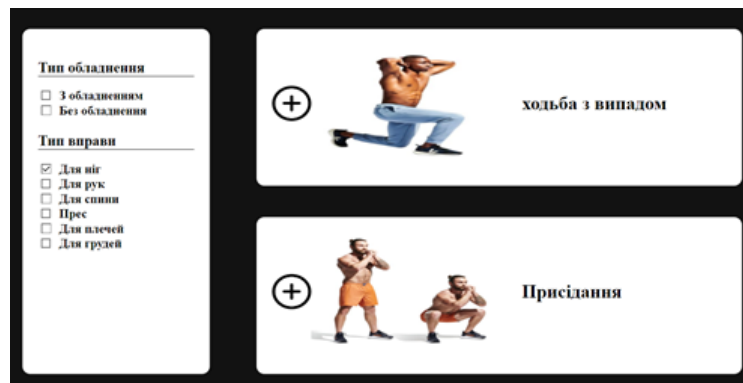 Тип обладнення
З обладненням
Без обладнення
Тип вправи
Для ніг
Для рук
Для спини
Прес
Для плечей
Для грудей
ходьба з випадом
Присідання